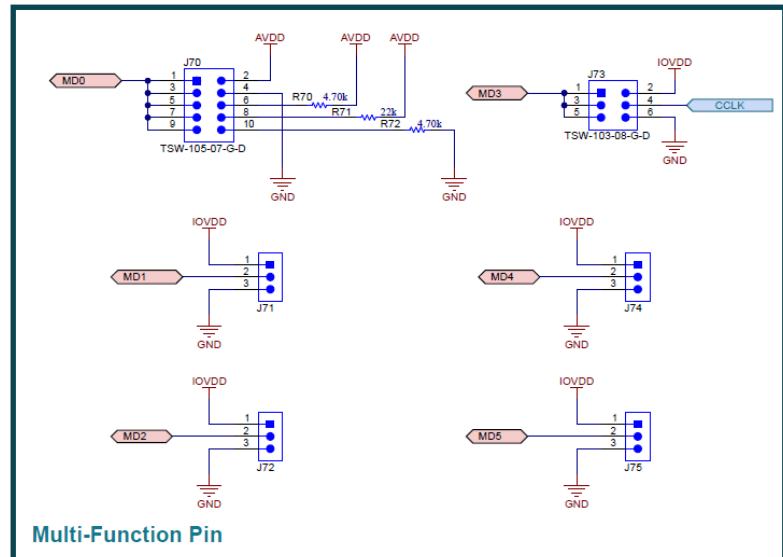 AVDD AVDD AVDD
J70
MD0
1 2
3 4
5 6
7 8
9 10
R70 4.70k
R71 22k
R72 4.70k
TSW-105-07-G-D
GND
GND
IOVDD
J73
MD3
1 2
3 4
5 6
CCLK
TSW-103-08-G-D
GND
IOVDD
MD1
1
2
3
J71
GND
IOVDD
MD4
1
2
3
J74
GND
IOVDD
MD2
1
2
3
J72
GND
IOVDD
MD5
1
2
3
J75
GND
Multi-Function Pin